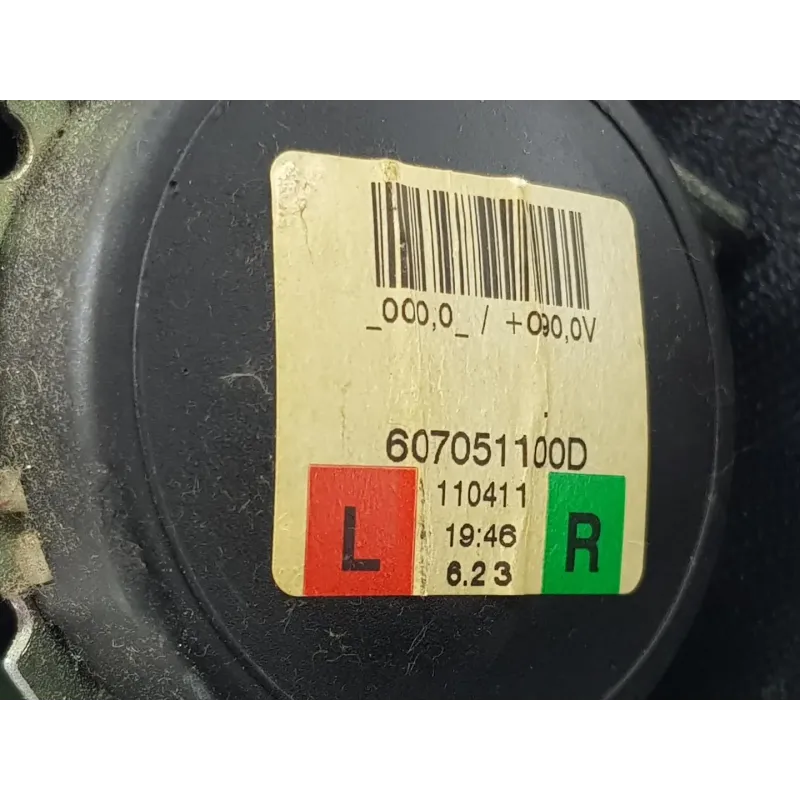 _000,0_ / +090,0V
607051100D
110411
L 19:46 R
6.23